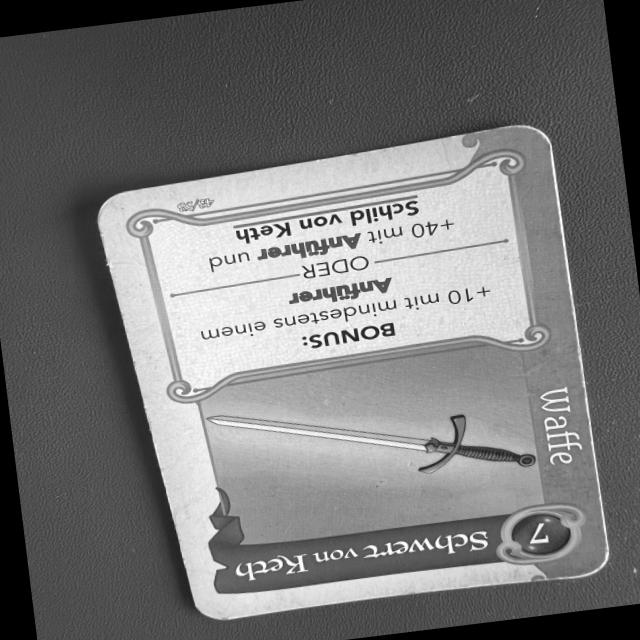 7
Schwert von Keth
Waffe
BONUS:
+10 mit mindestens einem
Anführer
ODER
+40 mit Anführer und
Schild von Keth